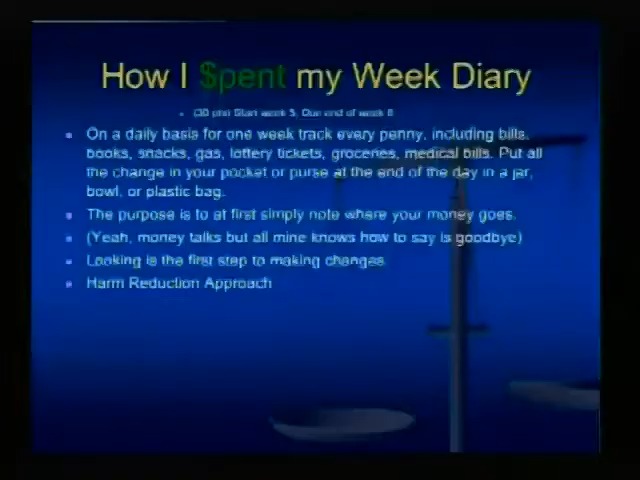 How I $pent my Week Diary
(30 pts) Start week 5, Due end of week 6
On a daily basis for one week track every penny, including bills,
books, snacks, gas, lottery tickets, groceries, medical bills. Put all
the change in your pocket or purse at the end of the day in a jar,
bowl, or plastic bag.
The purpose is to at first simply note where your money goes.
(Yeah, money talks but all mine knows how to say is goodbye)
Looking is the first step to making changes.
Harm Reduction Approach